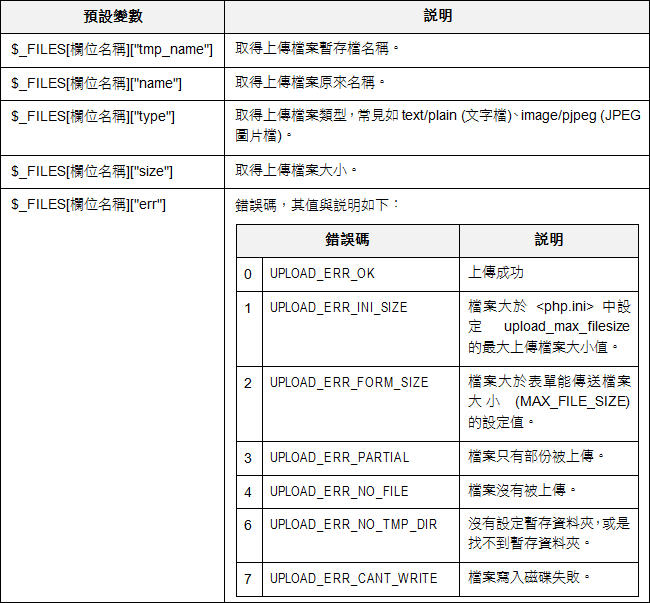 預設變數 說明
$_FILES[欄位名稱]["tmp_name"] 取得上傳檔案暫存檔名稱。
$_FILES[欄位名稱]["name"] 取得上傳檔案原來名稱。
$_FILES[欄位名稱]["type"] 取得上傳檔案類型，常見如 text/plain (文字檔)、image/pjpeg (JPEG
圖片檔)。
$_FILES[欄位名稱]["size"] 取得上傳檔案大小。
$_FILES[欄位名稱]["err"] 錯誤碼，其值與說明如下：
錯誤碼 說明
0 UPLOAD_ERR_OK 上傳成功
1 UPLOAD_ERR_INI_SIZE 檔案大於 <php.ini> 中設
定 upload_max_filesize
的最大上傳檔案大小值。
2 UPLOAD_ERR_FORM_SIZE 檔案大於表單能傳送檔案
大小 (MAX_FILE_SIZE)
的設定值。
3 UPLOAD_ERR_PARTIAL 檔案只有部份被上傳。
4 UPLOAD_ERR_NO_FILE 檔案沒有被上傳。
6 UPLOAD_ERR_NO_TMP_DIR 沒有設定暫存資料夾，或是
找不到暫存資料夾。
7 UPLOAD_ERR_CANT_WRITE 檔案寫入磁碟失敗。